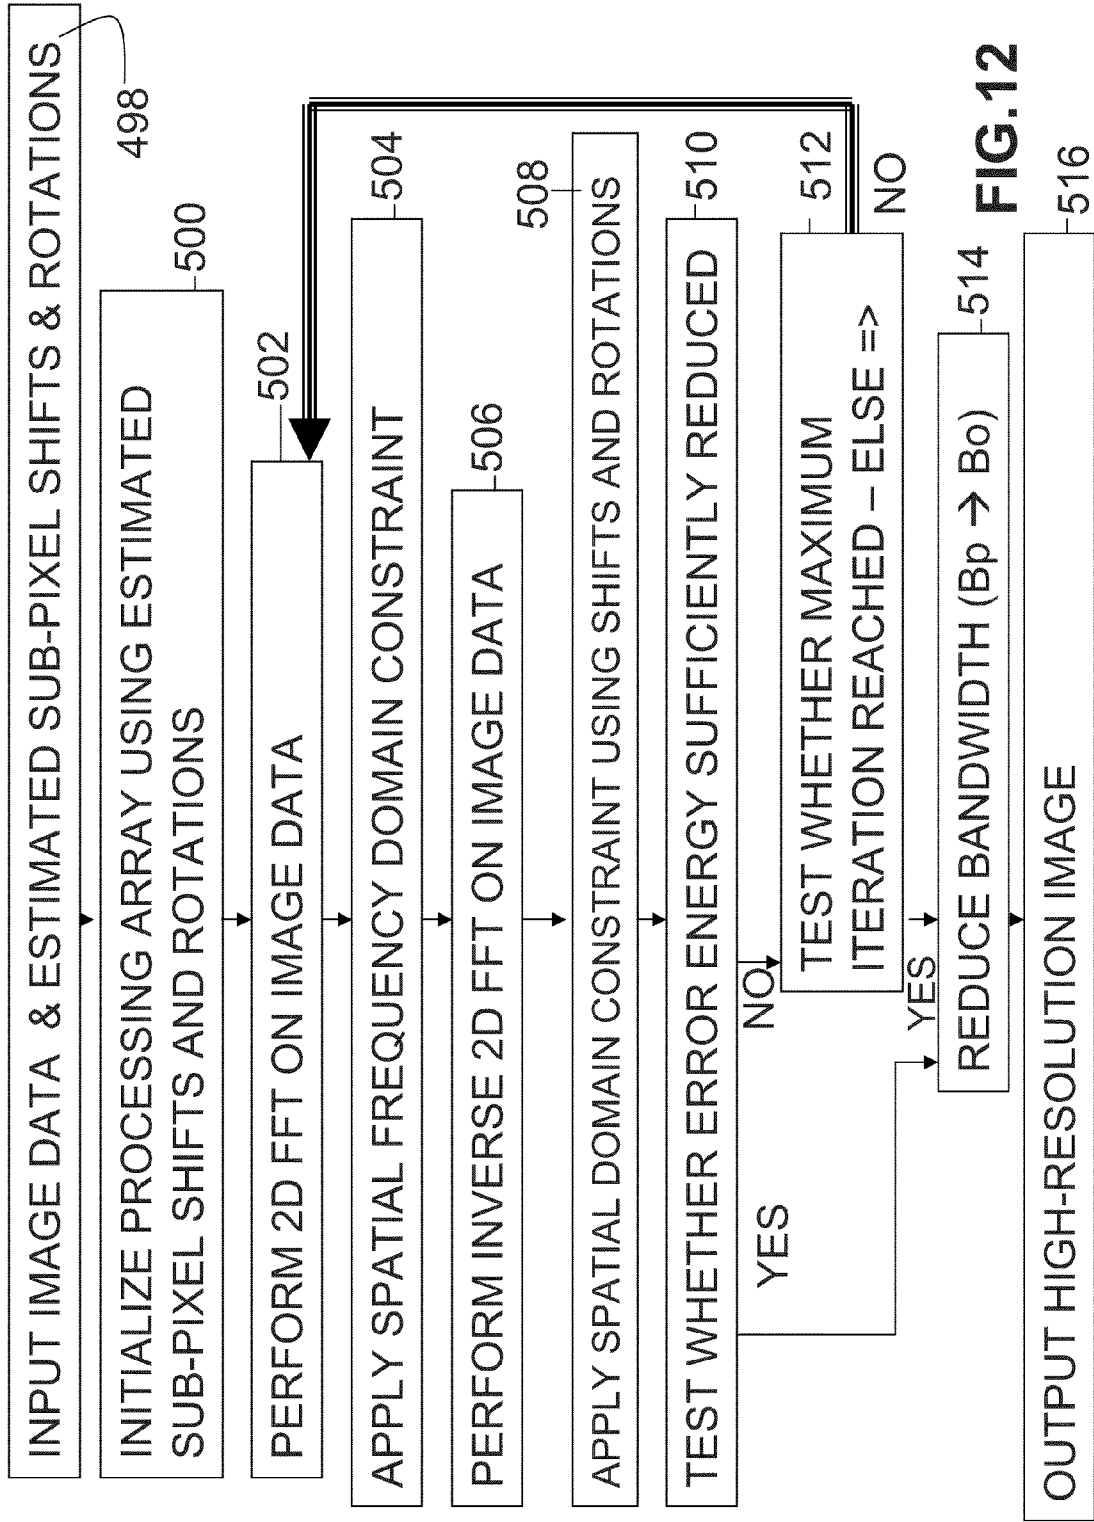 INPUT IMAGE DATA & ESTIMATED SUB-PIXEL SHIFTS & ROTATIONS
498
INITIALIZE PROCESSING ARRAY USING ESTIMATED
SUB-PIXEL SHIFTS AND ROTATIONS
500
PERFORM 2D FFT ON IMAGE DATA
502
APPLY SPATIAL FREQUENCY DOMAIN CONSTRAINT
504
PERFORM INVERSE 2D FFT ON IMAGE DATA
506
APPLY SPATIAL DOMAIN CONSTRAINT USING SHIFTS AND ROTATIONS
508
TEST WHETHER ERROR ENERGY SUFFICIENTLY REDUCED
510
NO
YES
TEST WHETHER MAXIMUM
ITERATION REACHED – ELSE =>
512
NO
YES
REDUCE BANDWIDTH (Bp → Bo)
514
OUTPUT HIGH-RESOLUTION IMAGE
516
FIG.12